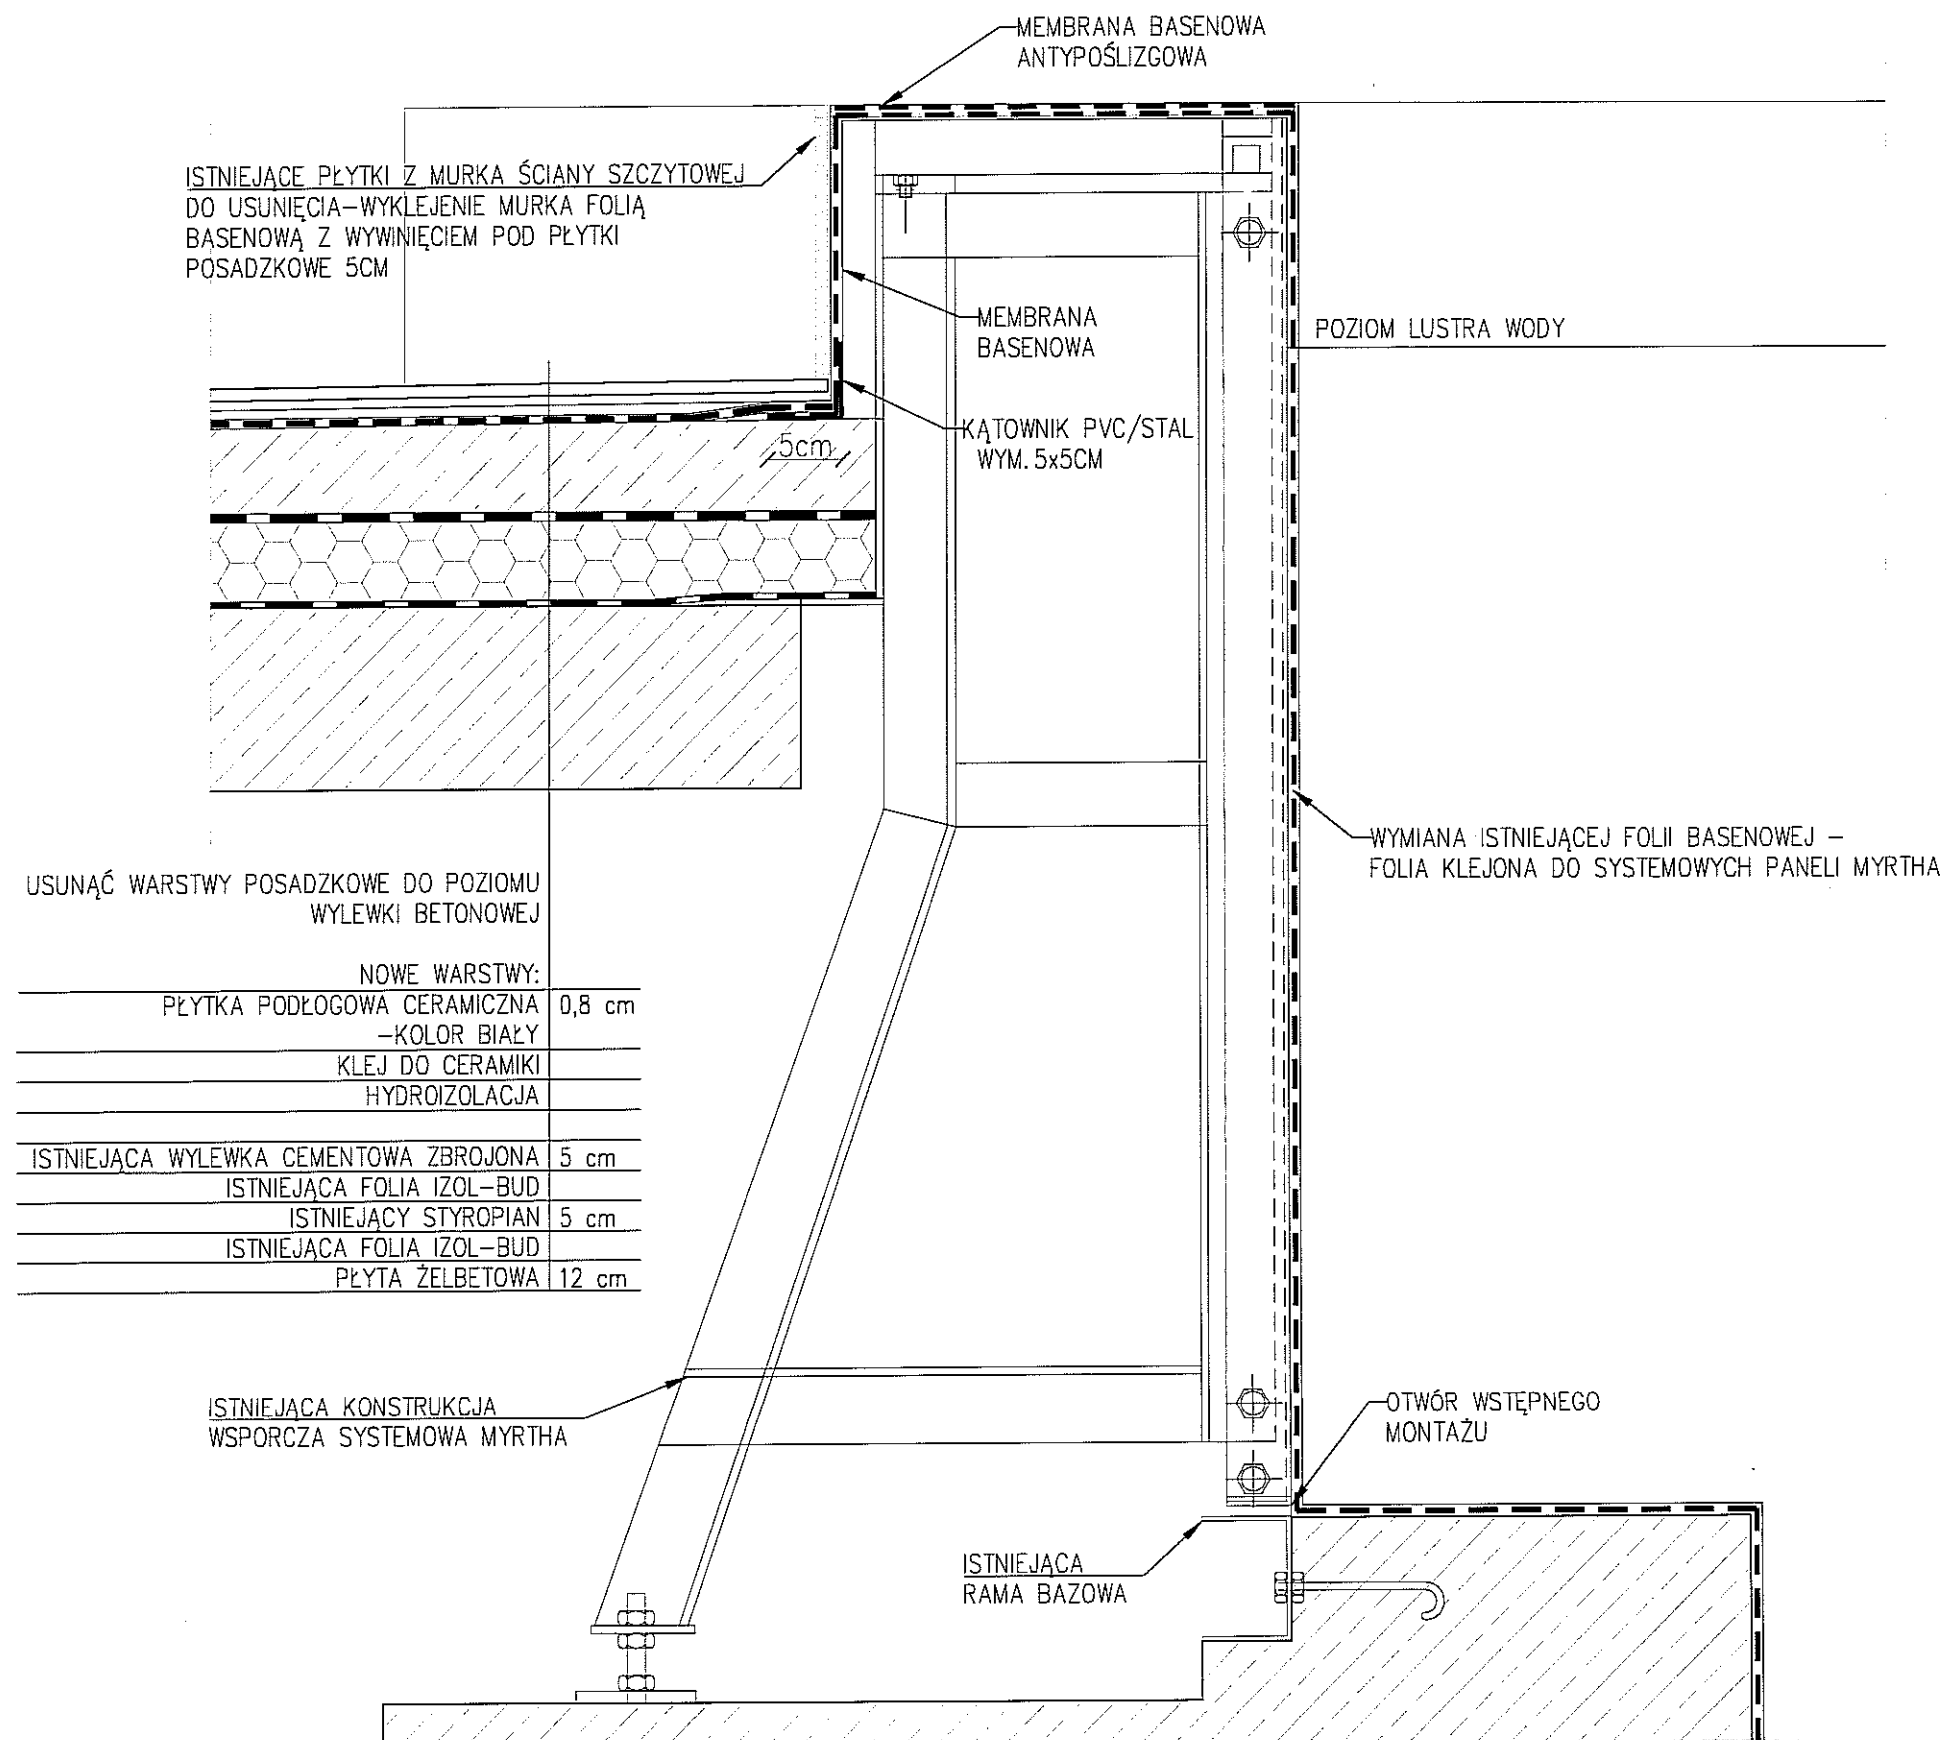 MEMBRANA BASENOWA
ANTYPOŚLIZGOWA
ISTNIEJĄCE PŁYTKI Z MURKA ŚCIANY SZCZYTOWEJ
DO USUNIĘCIA-WYKLEJENIE MURKA FOLIĄ
BASENOWĄ Z WYWINIĘCIEM POD PŁYTKI
POSADZKOWE 5CM
MEMBRANA
BASENOWA
POZIOM LUSTRA WODY
KĄTOWNIK PVC/STAL
WYM. 5x5CM
5cm
WYMIANA ISTNIEJĄCEJ FOLII BASENOWEJ –
FOLIA KLEJONA DO SYSTEMOWYCH PANELI MYRTHA
USUNĄĆ WARSTWY POSADZKOWE DO POZIOMU
WYLEWKI BETONOWEJ
NOWE WARSTWY:
PŁYTKA PODŁOGOWA CERAMICZNA 0,8 cm
-KOLOR BIAŁY
KLEJ DO CERAMIKI
HYDROIZOLACJA
ISTNIEJĄCA WYLEWKA CEMENTOWA ZBROJONA 5 cm
ISTNIEJĄCA FOLIA IZOL-BUD
ISTNIEJĄCY STYROPIAN 5 cm
ISTNIEJĄCA FOLIA IZOL-BUD
PŁYTA ŻELBETOWA 12 cm
ISTNIEJĄCA KONSTRUKCJA
WSPORCZA SYSTEMOWA MYRTHA
OTWÓR WSTĘPNEGO
MONTAŻU
ISTNIEJĄCA
RAMA BAZOWA